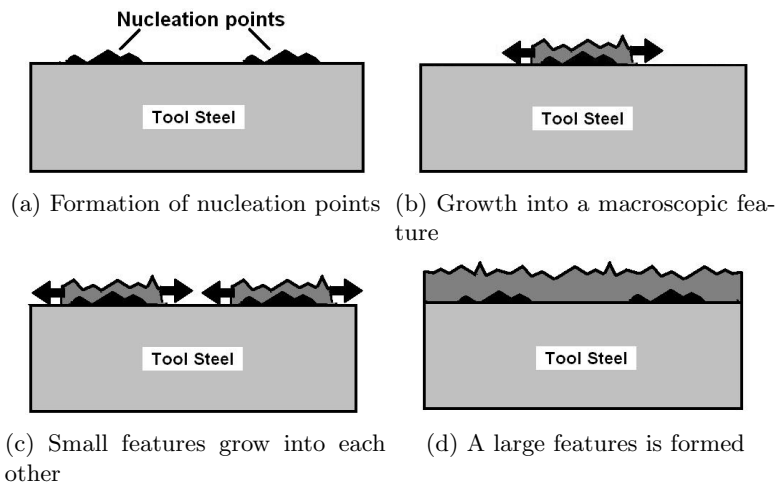 Nucleation points
Tool Steel
Tool Steel
(a) Formation of nucleation points
(b) Growth into a macroscopic fea-
ture
Tool Steel
Tool Steel
(c) Small features grow into each
other
(d) A large features is formed